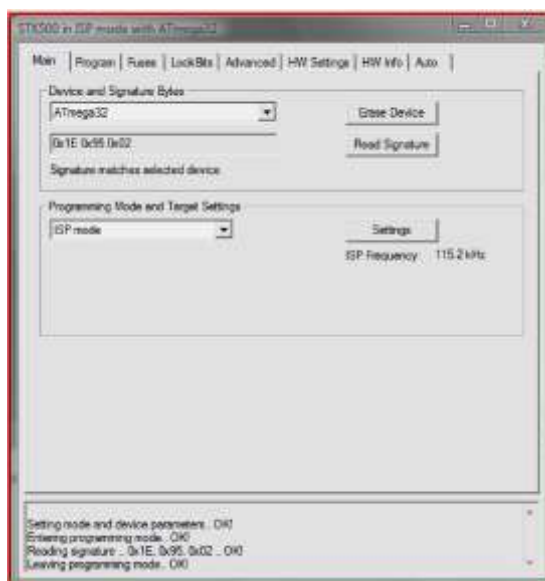 STK500 in ISP mode with ATmega32
Main Program Fuses LockBits Advanced HW Settings HW Info Auto
Device and Signature Bytes
ATmega32 Erase Device
0x1E 0x95 0x02 Read Signature
Signature matches selected device
Programming Mode and Target Settings
ISP mode Settings
ISP Frequency: 115.2 kHz
Setting mode and device parameters.. OK!
Entering programming mode.. OK!
Reading signature .. 0x1E, 0x95, 0x02 .. OK!
Leaving programming mode.. OK!